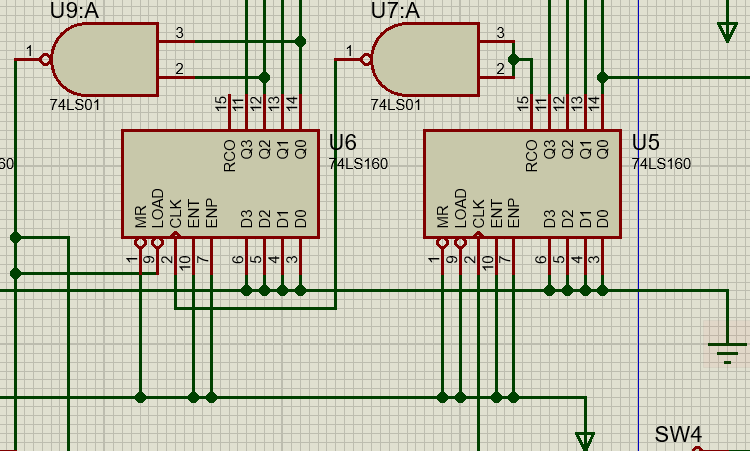 U9:A
U7:A
3
1
2
74LS01
3
1
2
74LS01
15
11
12
13
14
15
11
12
13
14
U6
74LS160
U5
74LS160
60
RCO
Q3
Q2
Q1
Q0
RCO
Q3
Q2
Q1
Q0
MR
LOAD
CLK
ENT
ENP
D3
D2
D1
D0
MR
LOAD
CLK
ENT
ENP
D3
D2
D1
D0
1
9
2
10
7
6
5
4
3
1
9
2
10
7
6
5
4
3
SW4